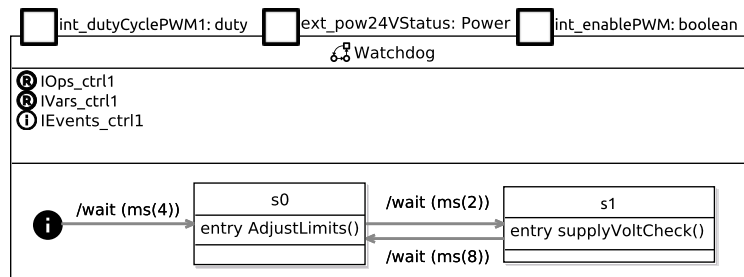 int_dutyCyclePWM1: duty ext_pow24VStatus: Power int_enablePWM: boolean
Watchdog
R IOps_ctrl1
R IVars_ctrl1
i IEvents_ctrl1
i /wait (ms(4)) s0 /wait (ms(2)) s1
entry AdjustLimits() entry supplyVoltCheck()
/wait (ms(8))